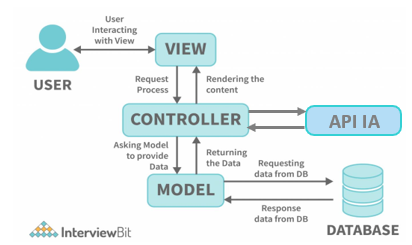 User
Interacting
with View
VIEW
USER
Request
Process
Rendering the
content
CONTROLLER
API IA
Asking Model
to provide
Data
Returning
the Data
Requesting
data from DB
MODEL
Response
data from DB
DATABASE
InterviewBit